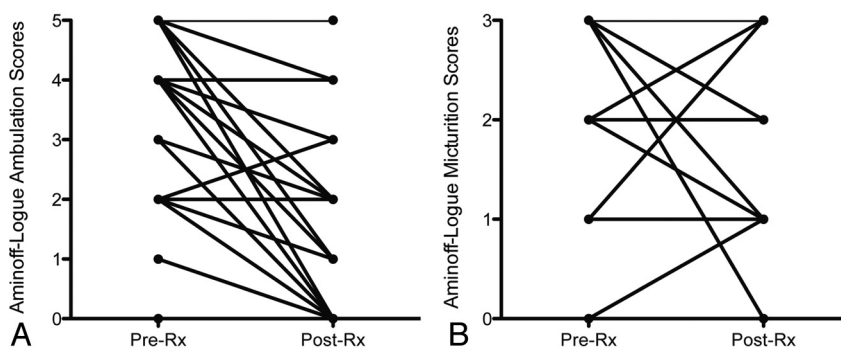 Aminoff-Logue Ambulation Scores
5
4
3
2
1
0
Pre-Rx Post-Rx
A
Aminoff-Logue Micturition Scores
3
2
1
0
Pre-Rx Post-Rx
B